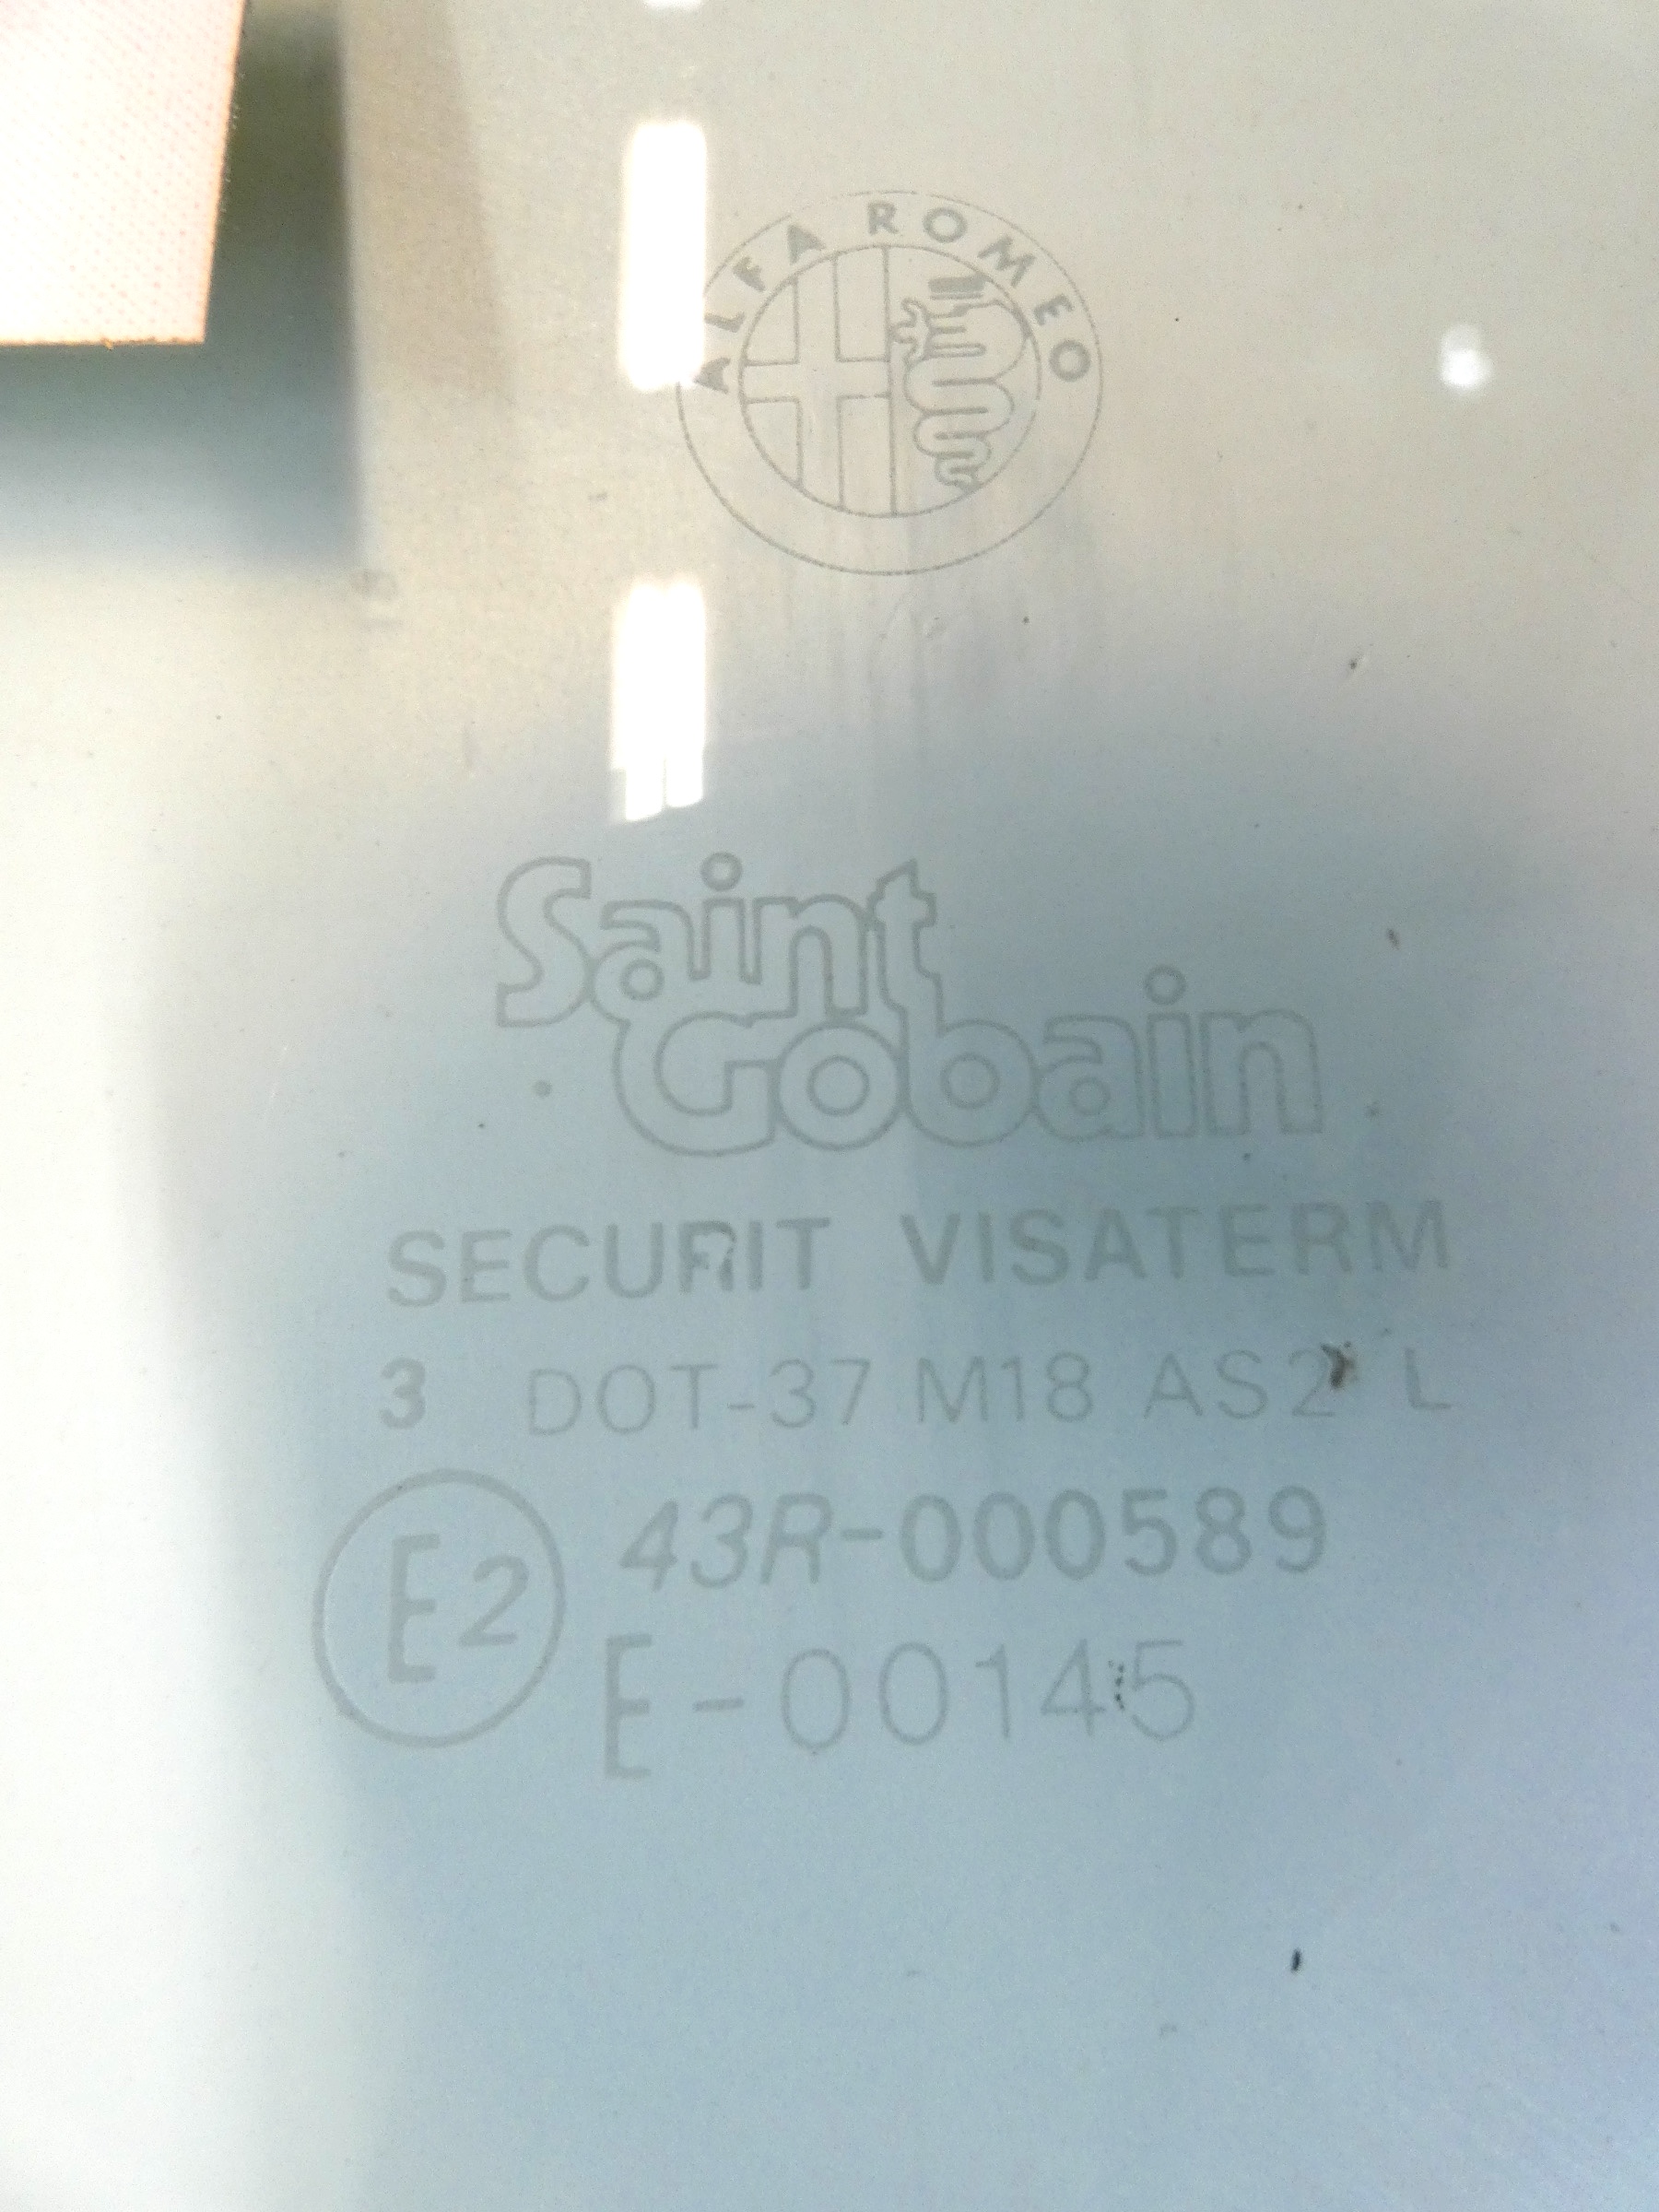 ALFA ROMEO
Saint
Gobain
SECURIT VISATERM
3 DOT-37 M18 AS2 L
E2 43R-000589
E-00145